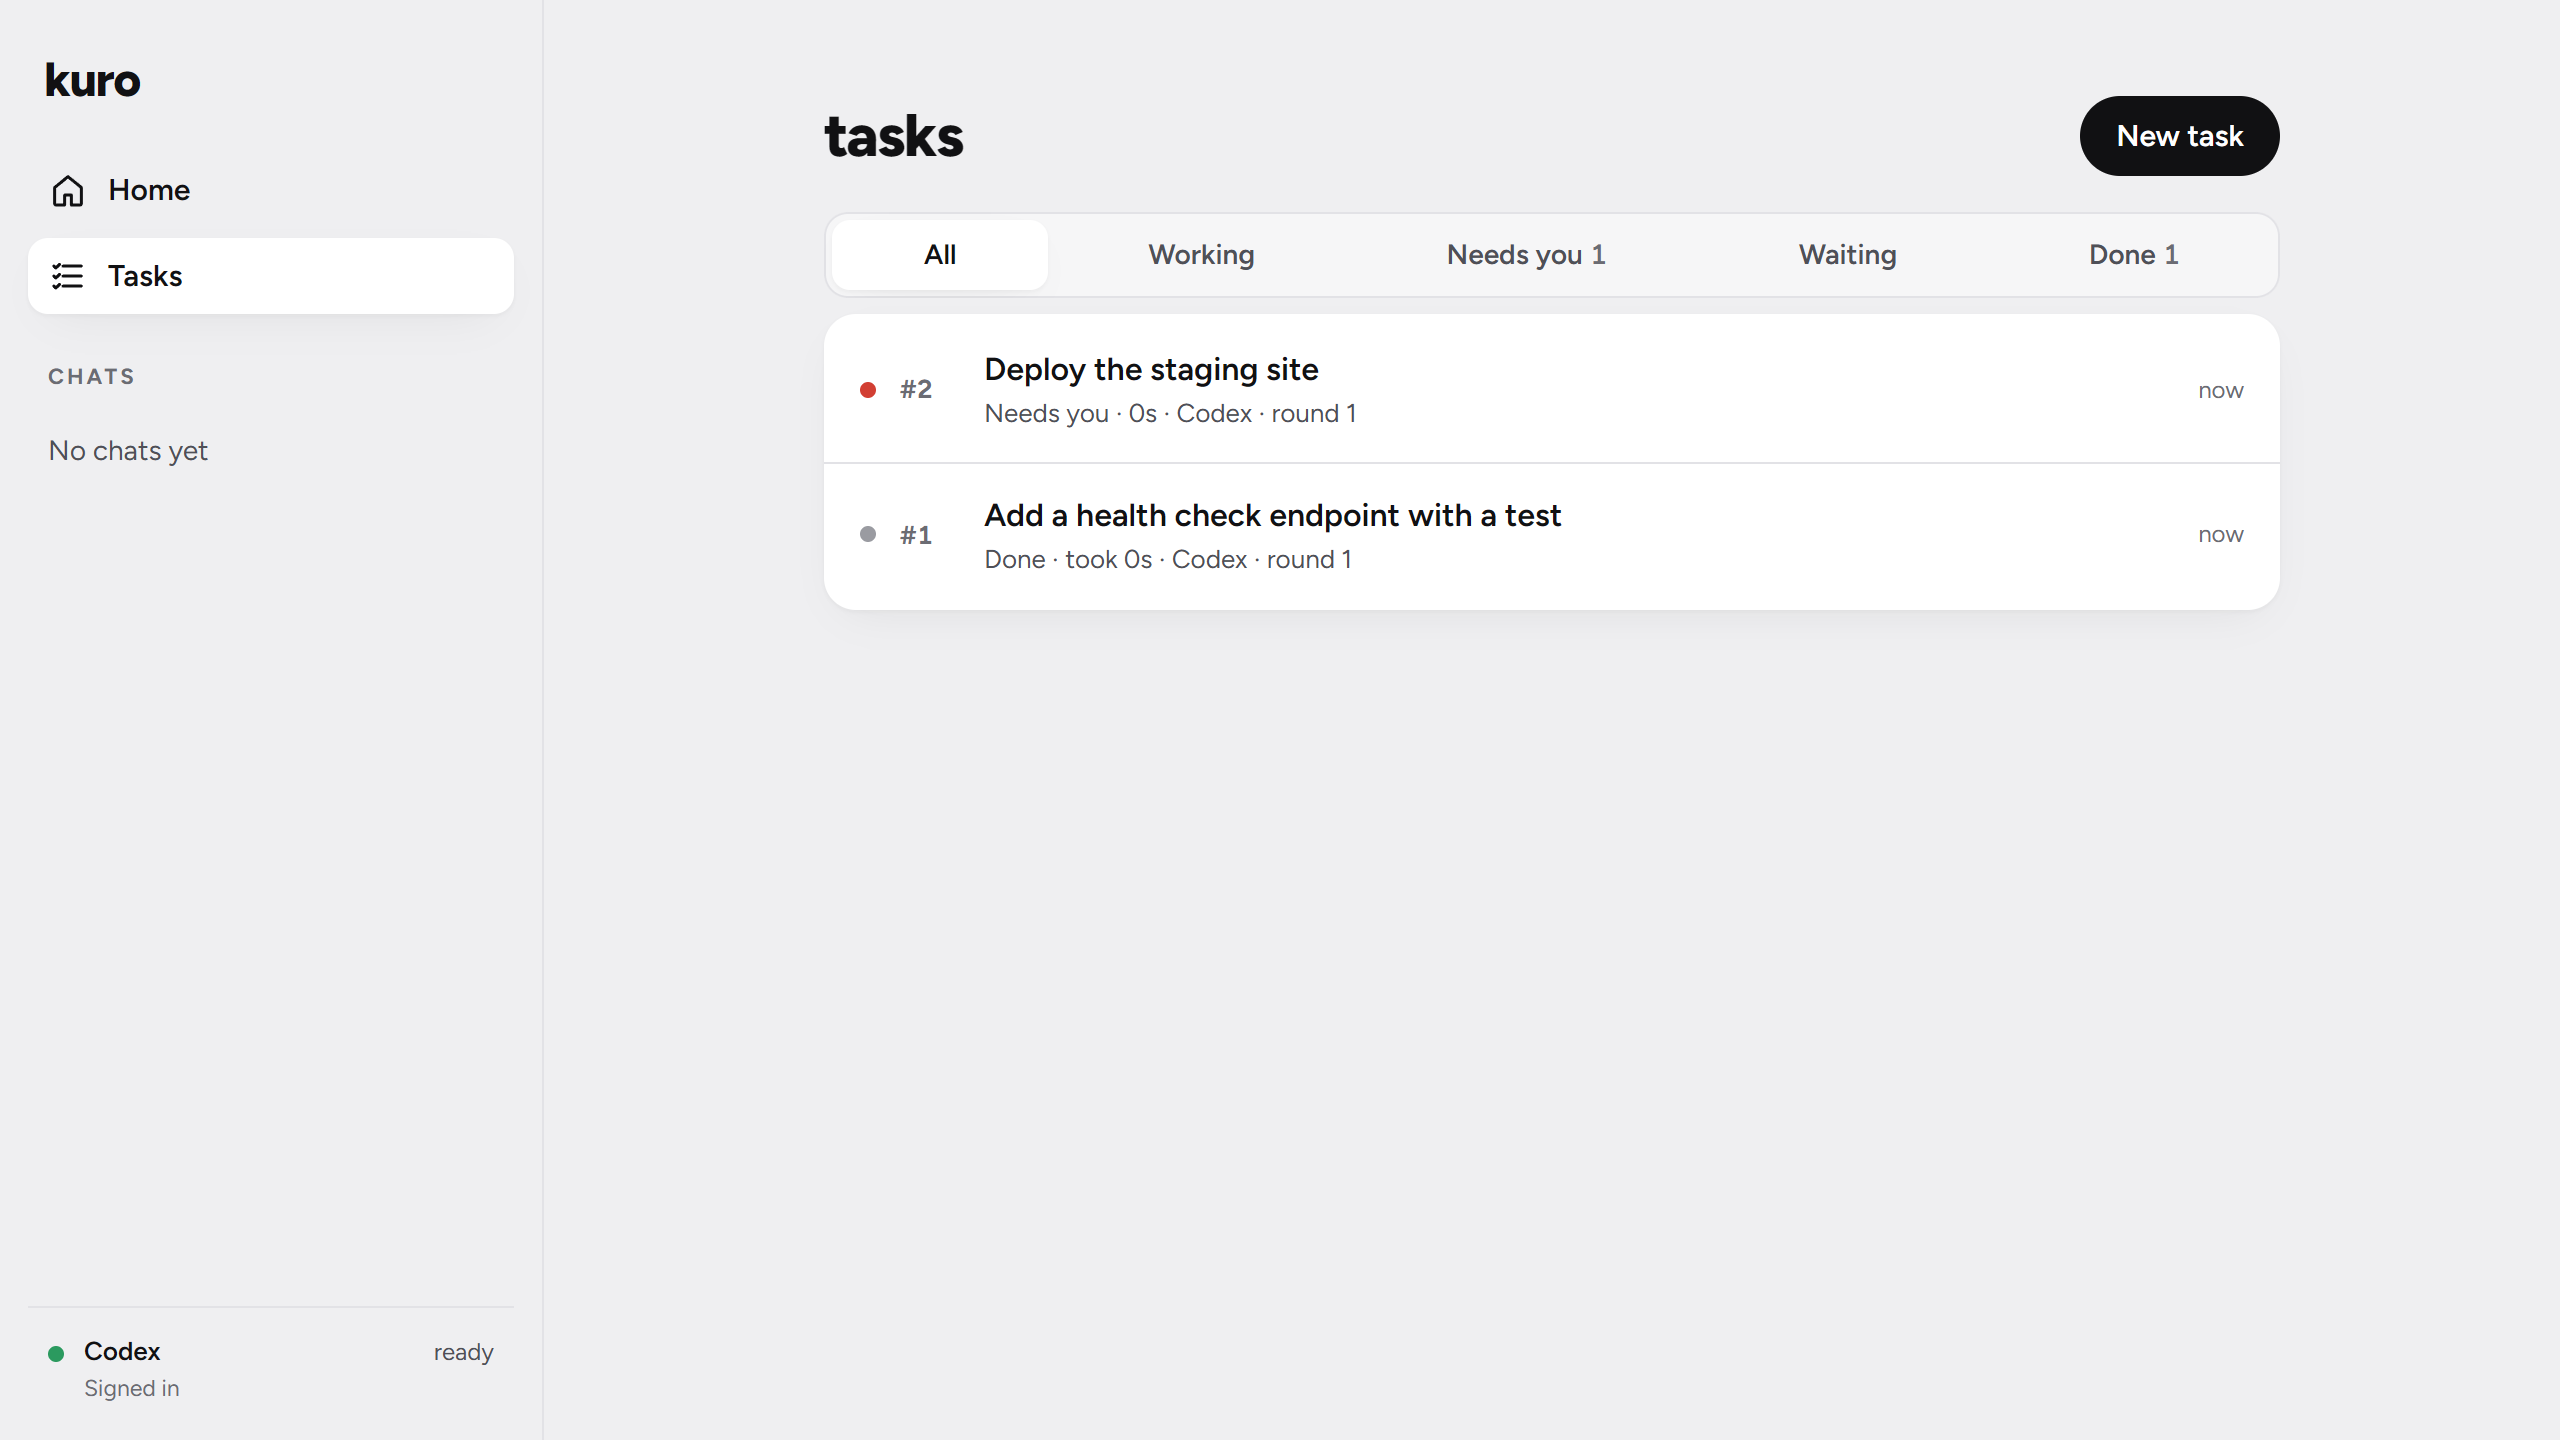 kuro
Home
Tasks
CHATS
No chats yet
Codex
ready
Signed in
tasks
New task
All
Working
Needs you 1
Waiting
Done 1
#2
Deploy the staging site
Needs you · 0s · Codex · round 1
now
#1
Add a health check endpoint with a test
Done · took 0s · Codex · round 1
now